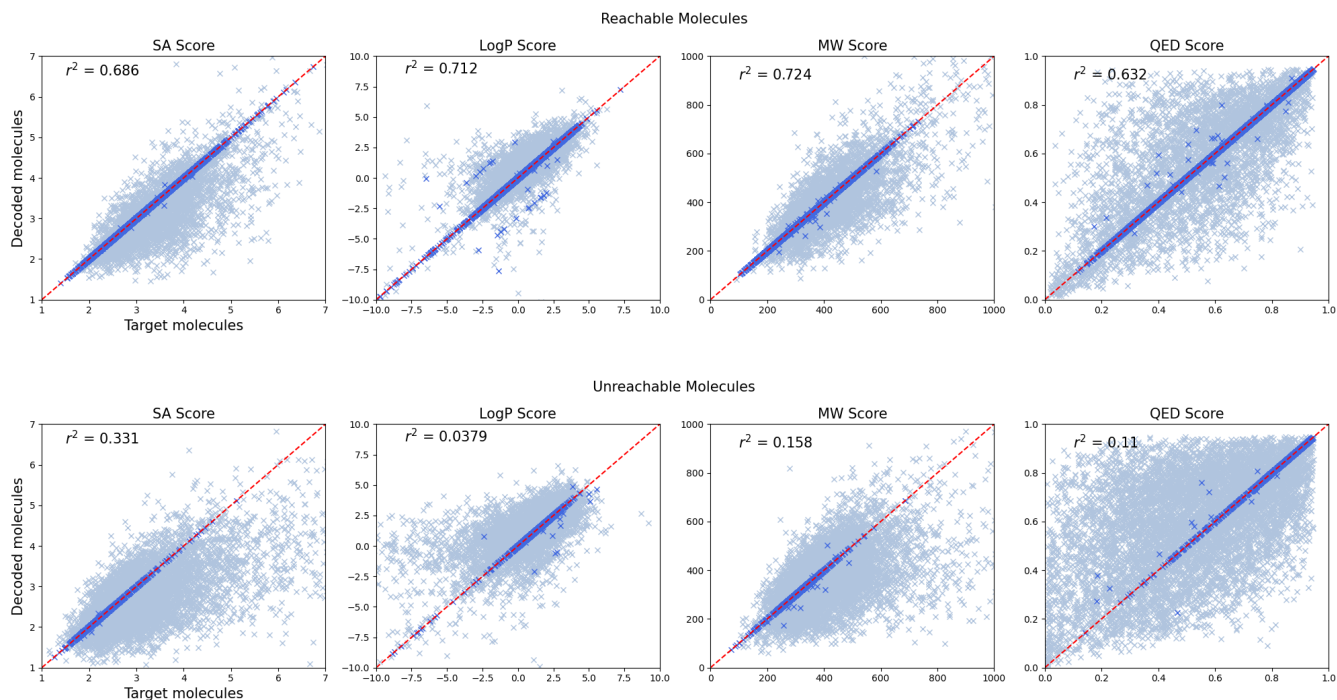 Reachable Molecules
SA Score
LogP Score
MW Score
QED Score
r² = 0.686
r² = 0.712
r² = 0.724
r² = 0.632
Decoded molecules
7
6
5
4
3
2
1
1 2 3 4 5 6 7
Target molecules
10.0
7.5
5.0
2.5
0.0
−2.5
−5.0
−7.5
−10.0
−10.0 −7.5 −5.0 −2.5 0.0 2.5 5.0 7.5 10.0
1000
800
600
400
200
0
0 200 400 600 800 1000
1.0
0.8
0.6
0.4
0.2
0.0
0.0 0.2 0.4 0.6 0.8 1.0
Unreachable Molecules
SA Score
LogP Score
MW Score
QED Score
r² = 0.331
r² = 0.0379
r² = 0.158
r² = 0.11
Decoded molecules
7
6
5
4
3
2
1
1 2 3 4 5 6 7
Target molecules
10.0
7.5
5.0
2.5
0.0
−2.5
−5.0
−7.5
−10.0
−10.0 −7.5 −5.0 −2.5 0.0 2.5 5.0 7.5 10.0
1000
800
600
400
200
0
0 200 400 600 800 1000
1.0
0.8
0.6
0.4
0.2
0.0
0.0 0.2 0.4 0.6 0.8 1.0